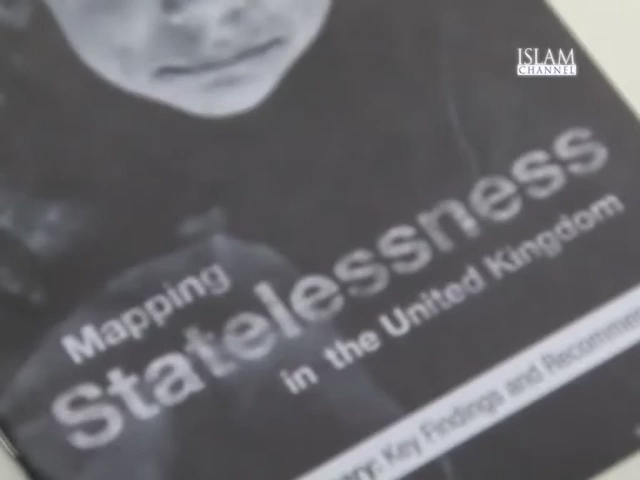 ISLAM
CHANNEL
Mapping
Statelessness
in the United Kingdom
Key Findings and